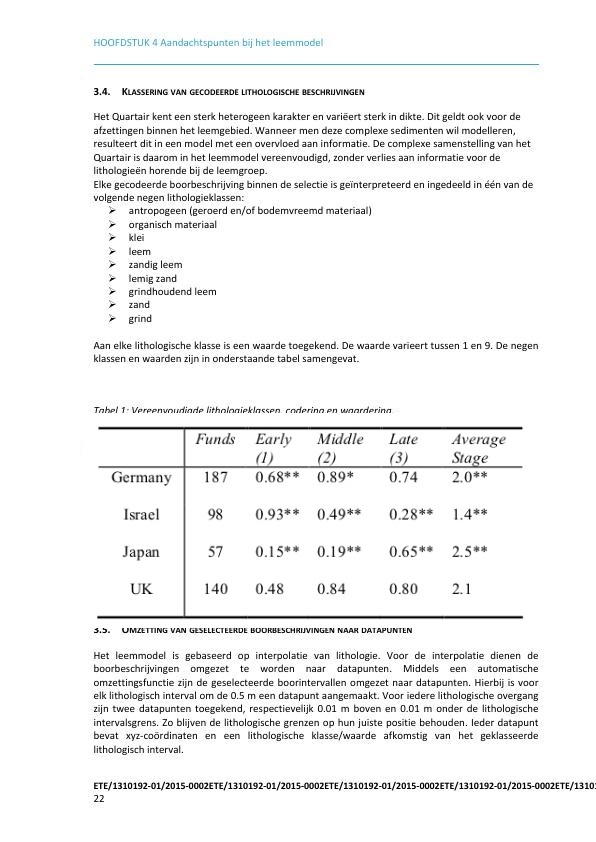 HOOFDSTUK 4 Aandachtspunten bij het leemmodel
3.4. KLASSERING VAN GECODEERDE LITHOLOGISCHE BESCHRIJVINGEN
Het Quartair kent een sterk heterogeen karakter en variëert sterk in dikte. Dit geldt ook voor de
afzettingen binnen het leemgebied. Wanneer men deze complexe sedimenten wil modelleren,
resulteert dit in een model met een overvloed aan informatie. De complexe samenstelling van het
Quartair is daarom in het leemmodel vereenvoudigd, zonder verlies aan informatie voor de
lithologieën horende bij de leemgroep.
Elke gecodeerde boorbeschrijving binnen de selectie is geïnterpreteerd en ingedeeld in één van de
volgende negen lithologieklassen:
➢ antropogeen (geroerd en/of bodemvreemd materiaal)
➢ organisch materiaal
➢ klei
➢ leem
➢ zandig leem
➢ lemig zand
➢ grindhoudend leem
➢ zand
➢ grind
Aan elke lithologische klasse is een waarde toegekend. De waarde varieert tussen 1 en 9. De negen
klassen en waarden zijn in onderstaande tabel samengevat.
Tabel 1: Vereenvoudigde lithologieklassen, codering en waardering.
Funds Early (1) Middle (2) Late (3) Average Stage
Germany 187 0.68** 0.89* 0.74 2.0**
Israel 98 0.93** 0.49** 0.28** 1.4**
Japan 57 0.15** 0.19** 0.65** 2.5**
UK 140 0.48 0.84 0.80 2.1
3.5. OMZETTING VAN GESELECTEERDE BOORBESCHRIJVINGEN NAAR DATAPUNTEN
Het leemmodel is gebaseerd op interpolatie van lithologie. Voor de interpolatie dienen de
boorbeschrijvingen omgezet te worden naar datapunten. Middels een automatische
omzettingsfunctie zijn de geselecteerde boorintervallen omgezet naar datapunten. Hierbij is voor
elk lithologisch interval om de 0.5 m een datapunt aangemaakt. Voor iedere lithologische overgang
zijn twee datapunten toegekend, respectievelijk 0.01 m boven en 0.01 m onder de lithologische
intervalsgrens. Zo blijven de lithologische grenzen op hun juiste positie behouden. Ieder datapunt
bevat xyz-coördinaten en een lithologische klasse/waarde afkomstig van het geklasseerde
lithologisch interval.
ETE/1310192-01/2015-0002ETE/1310192-01/2015-0002ETE/1310192-01/2015-0002ETE/1310192-01/2015-0002ETE/1310
22